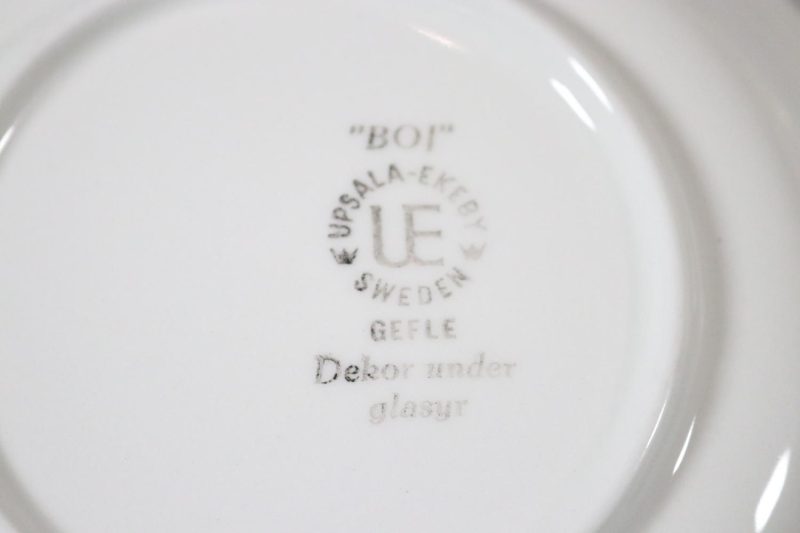 "BOJ"
UPSALA-EKEBY
UE
SWEDEN
GEFLE
Dekor under
glasyr